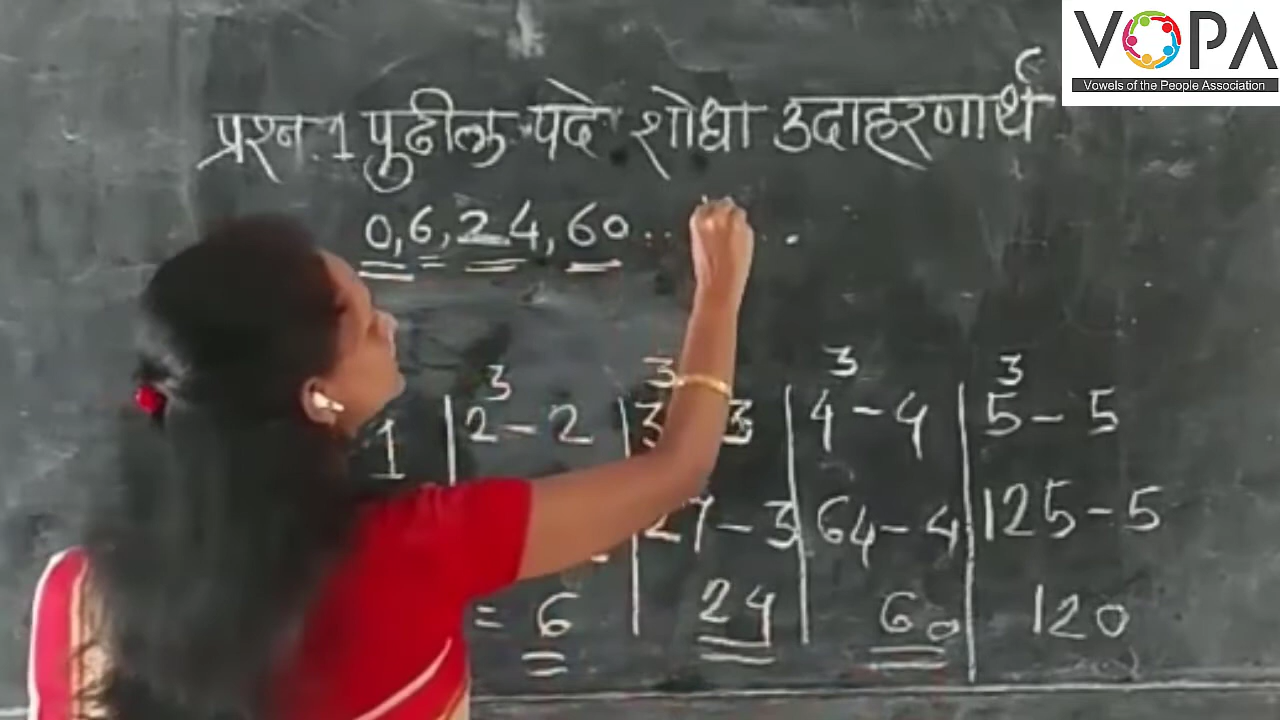 VOPA
Vowels of the People Association
प्रश्न.1 पुढील पदे शोधा उदाहरणार्थ
0, 6, 24, 60 . . . . .
1 | 2³ - 2 | 3³ 3 | 4³ - 4 | 5³ - 5
27 - 3 | 64 - 4 | 125 - 5
= 6 | 24 | 60 | 120